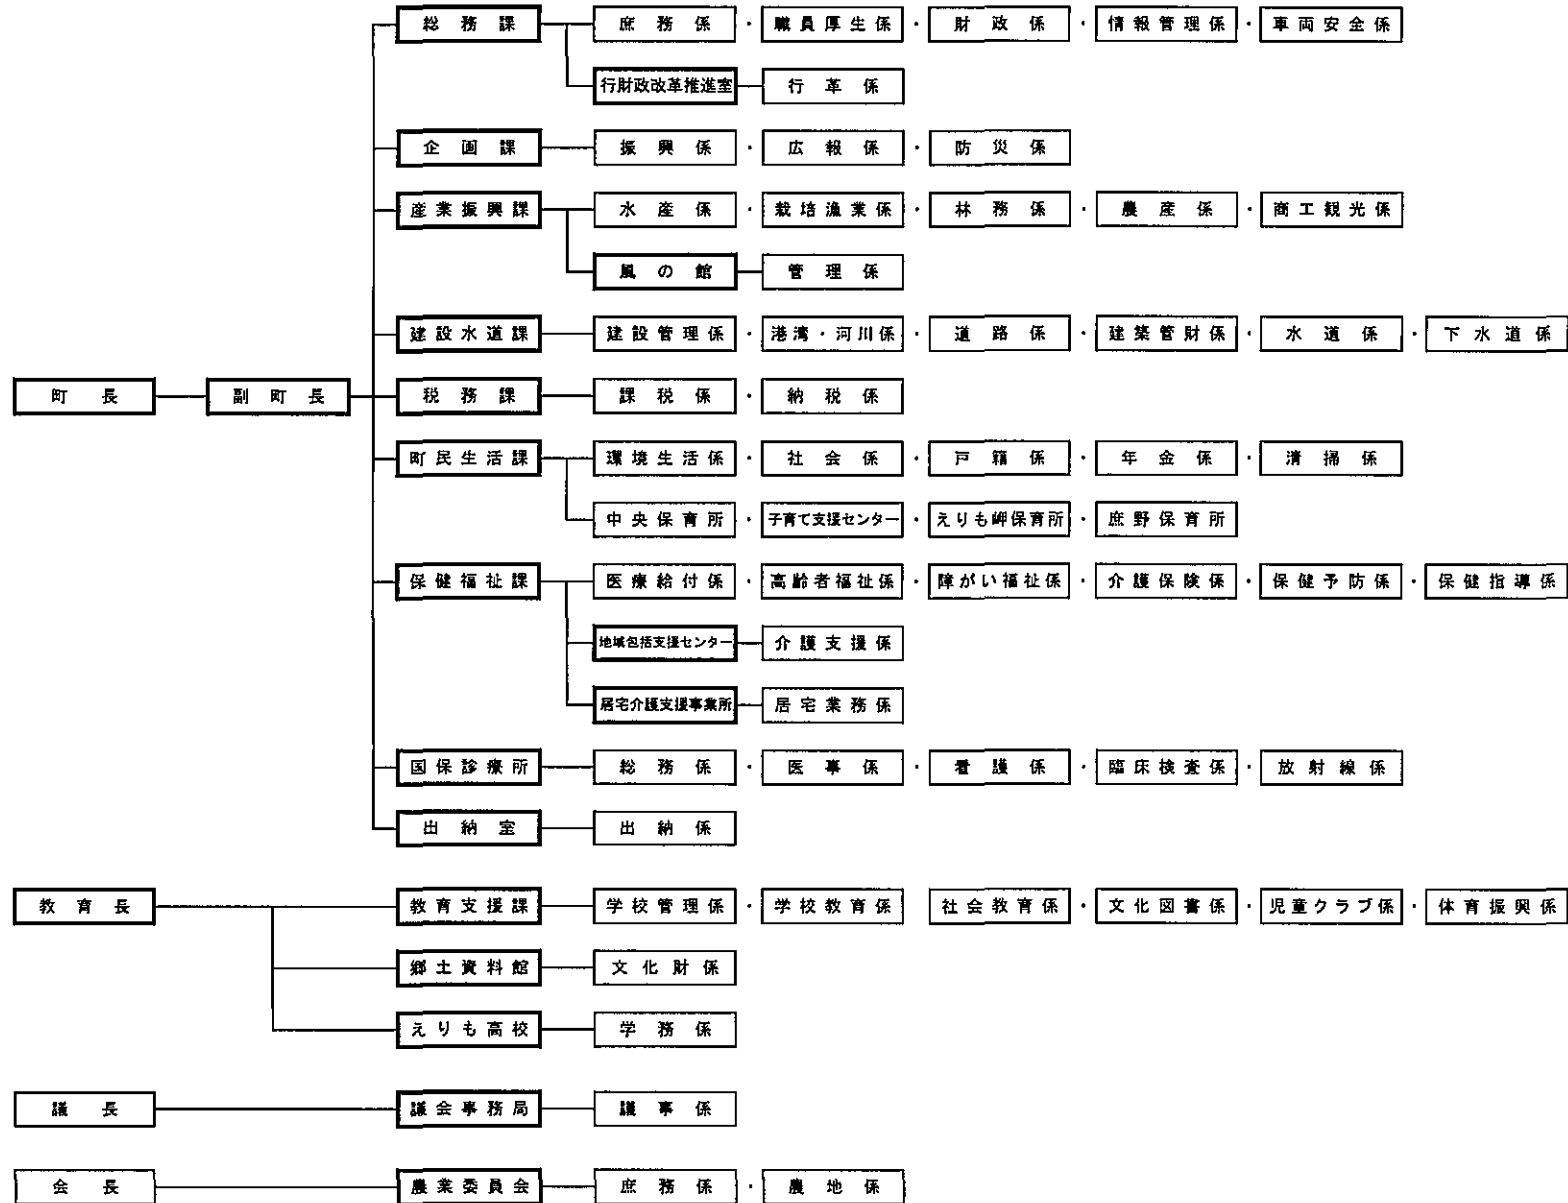 総務課 庶務係・職員厚生係・財政係・情報管理係・車両安全係
行財政改革推進室 行革係
企画課 振興係・広報係・防災係
産業振興課 水産係・栽培漁業係・林務係・農産係・商工観光係
風の館 管理係
建設水道課 建設管理係・港湾・河川係・道路係・建築管財係・水道係・下水道係
町長 副町長 税務課 課税係・納税係
町民生活課 環境生活係・社会係・戸籍係・年金係・清掃係
中央保育所・子育て支援センター・えりも岬保育所・庶野保育所
保健福祉課 医療給付係・高齢者福祉係・障がい福祉係・介護保険係・保健予防係・保健指導係
地域包括支援センター 介護支援係
居宅介護支援事業所 居宅業務係
国保診療所 総務係・医事係・看護係・臨床検査係・放射線係
出納室 出納係
教育長 教育支援課 学校管理係・学校教育係 社会教育係・文化図書係・児童クラブ係・体育振興係
郷土資料館 文化財係
えりも高校 学務係
議長 議会事務局 議事係
会長 農業委員会 庶務係・農地係